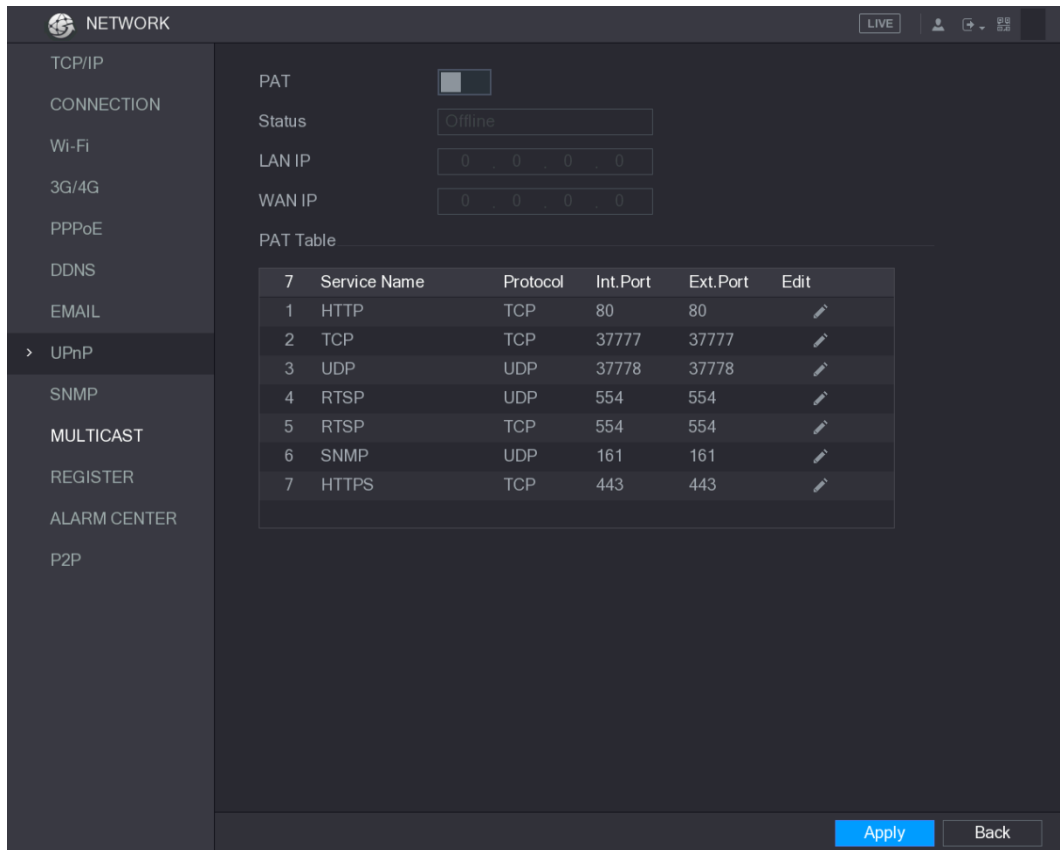 NETWORK LIVE
TCP/IP
CONNECTION
Wi-Fi
3G/4G
PPPoE
DDNS
EMAIL
> UPnP
SNMP
MULTICAST
REGISTER
ALARM CENTER
P2P
PAT
Status Offline
LAN IP 0 . 0 . 0 . 0
WAN IP 0 . 0 . 0 . 0
PAT Table
7 Service Name Protocol Int.Port Ext.Port Edit
1 HTTP TCP 80 80
2 TCP TCP 37777 37777
3 UDP UDP 37778 37778
4 RTSP UDP 554 554
5 RTSP TCP 554 554
6 SNMP UDP 161 161
7 HTTPS TCP 443 443
Apply Back